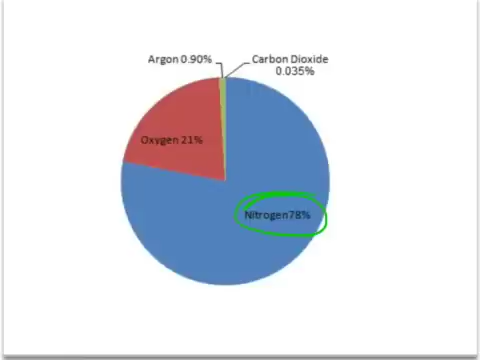 Argon 0.90%
Carbon Dioxide
0.035%
Oxygen 21%
Nitrogen78%